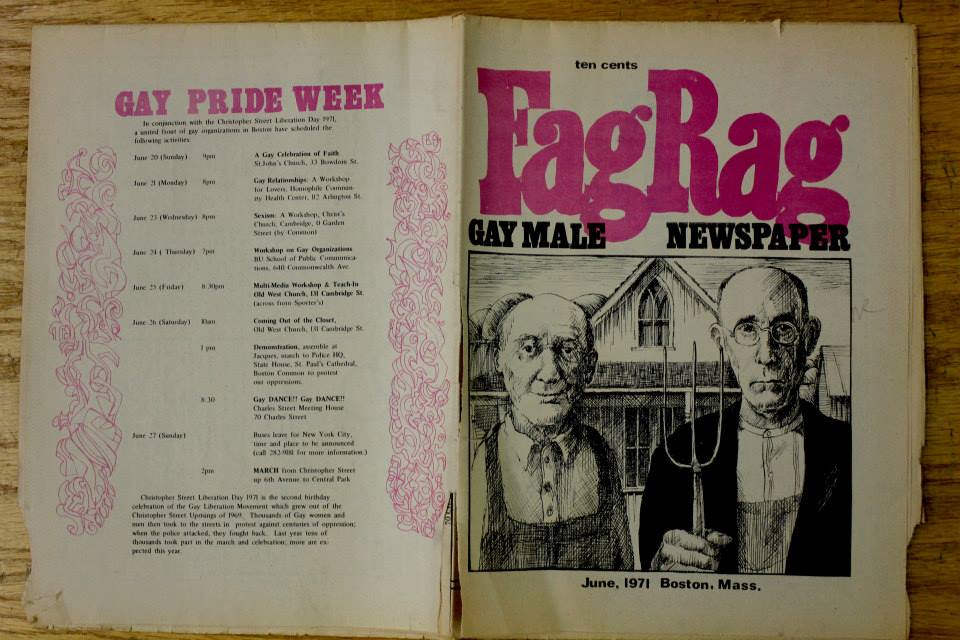 GAY PRIDE WEEK
In conjunction with the Christopher Street Liberation Day 1971,
a united front of gay organizations in Boston have scheduled the
following activities:
June 20 (Sunday) 9pm A Gay Celebration of Faith
St.John's Church, 33 Bowdoin St.
June 21 (Monday) 8pm Gay Relationships: A Workshop
for Lovers, Homophile Commun-
ity Health Center, 112 Arlington St.
June 23 (Wednesday) 8pm Sexism: A Workshop, Christ's
Church, Cambridge, 0 Garden
Street (by Common)
June 24 ( Thursday) 7pm Workshop on Gay Organizations
BU School of Public Communica-
tions, 640 Commonwealth Ave.
June 25 (Friday) 8:30pm Multi-Media Workshop & Teach-In
Old West Church, 131 Cambridge St.
(across from Sporter's)
June 26 (Saturday) 10am Coming Out of the Closet,
Old West Church, 131 Cambridge St.
1 pm Demonstration, assemble at
Jacques, march to Police HQ,
State House, St. Paul's Cathedral,
Boston Common to protest
our oppression.
8:30 Gay DANCE!! Gay DANCE!!
Charles Street Meeting House
70 Charles Street
June 27 (Sunday) Buses leave for New York City,
time and place to be announced
(call 282-9181 for more information.)
2pm MARCH from Christopher Street
up 6th Avenue to Central Park
Christopher Street Liberation Day 1971 is the second birthday
celebration of the Gay Liberation Movement which grew out of the
Christopher Street Uprisings of 1969. Thousands of Gay women and
men then took to the streets in protest against centuries of oppression;
when the police attacked, they fought back. Last year tens of
thousands took part in the march and celebration; more are ex-
pected this year.
ten cents
FagRag
GAY MALE NEWSPAPER
June, 1971 Boston, Mass.